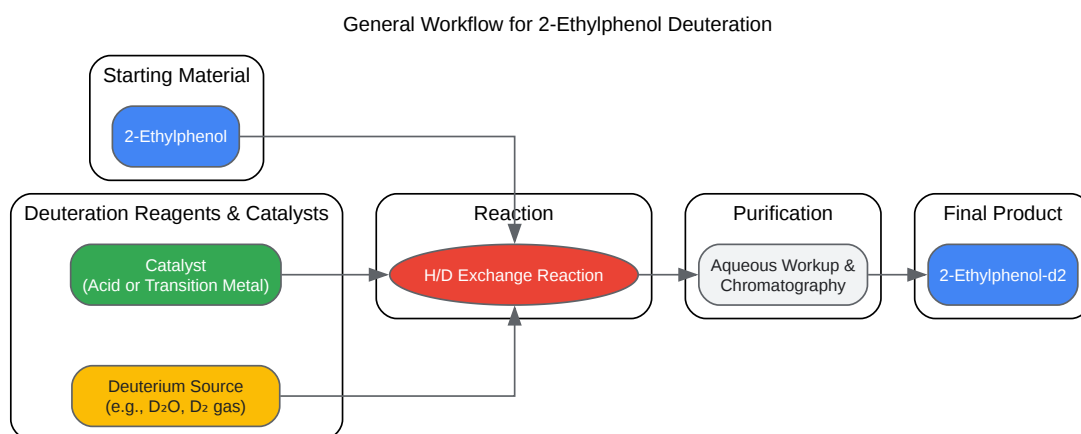 General Workflow for 2-Ethylphenol Deuteration
Starting Material
2-Ethylphenol
Deuteration Reagents & Catalysts
Catalyst
(Acid or Transition Metal)
Deuterium Source
(e.g., D₂O, D₂ gas)
Reaction
H/D Exchange Reaction
Purification
Aqueous Workup &
Chromatography
Final Product
2-Ethylphenol-d2